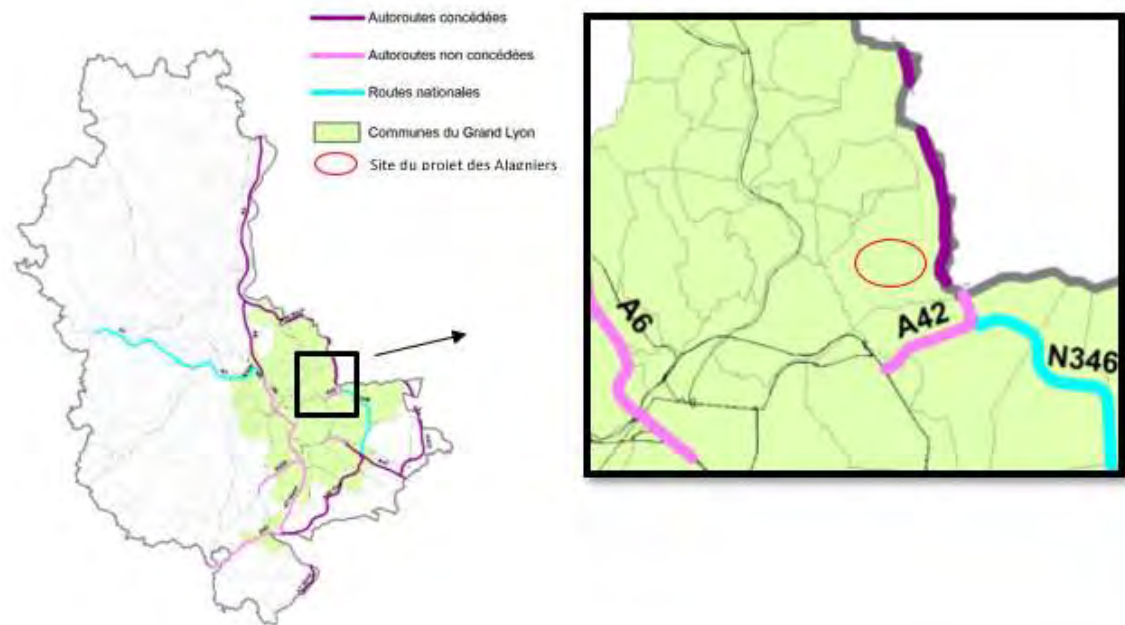 Autoroutes concédées
Autoroutes non concédées
Routes nationales
Communes du Grand Lyon
Site du projet des Alagniers
A6
A42
N346